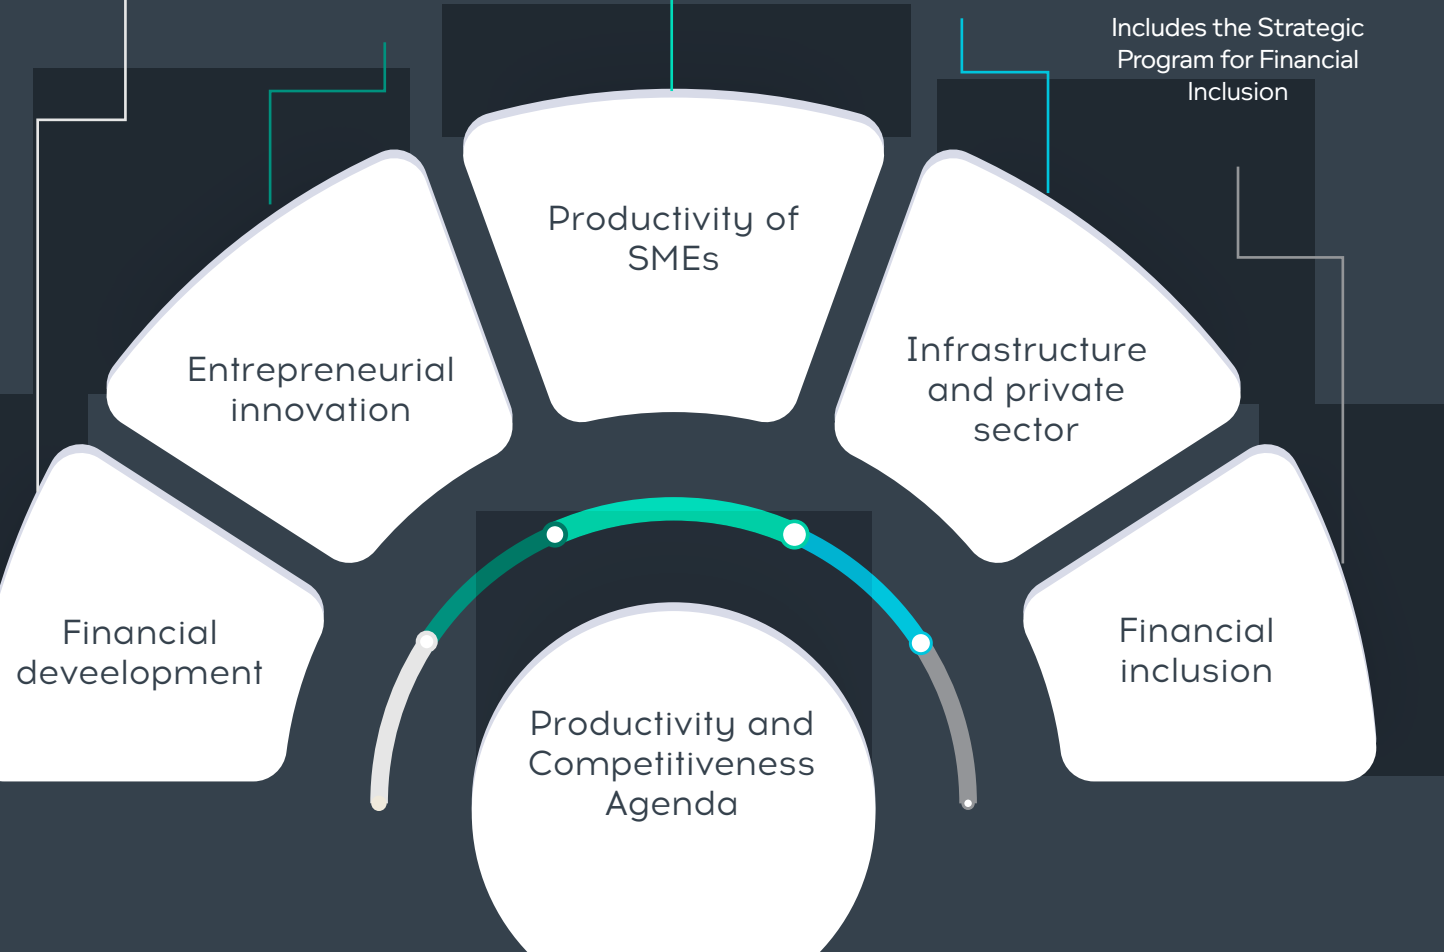 Includes the Strategic
Program for Financial
Inclusion
Productivity of
SMEs
Entrepreneurial
innovation
Infrastructure
and private
sector
Financial
deveelopment
Financial
inclusion
Productivity and
Competitiveness
Agenda